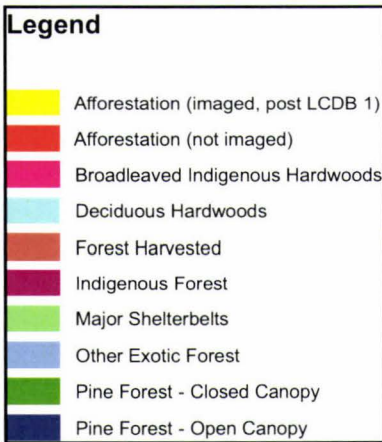 Legend
Afforestation (imaged, post LCDB 1)
Afforestation (not imaged)
Broadleaved Indigenous Hardwoods
Deciduous Hardwoods
Forest Harvested
Indigenous Forest
Major Shelterbelts
Other Exotic Forest
Pine Forest - Closed Canopy
Pine Forest - Open Canopy